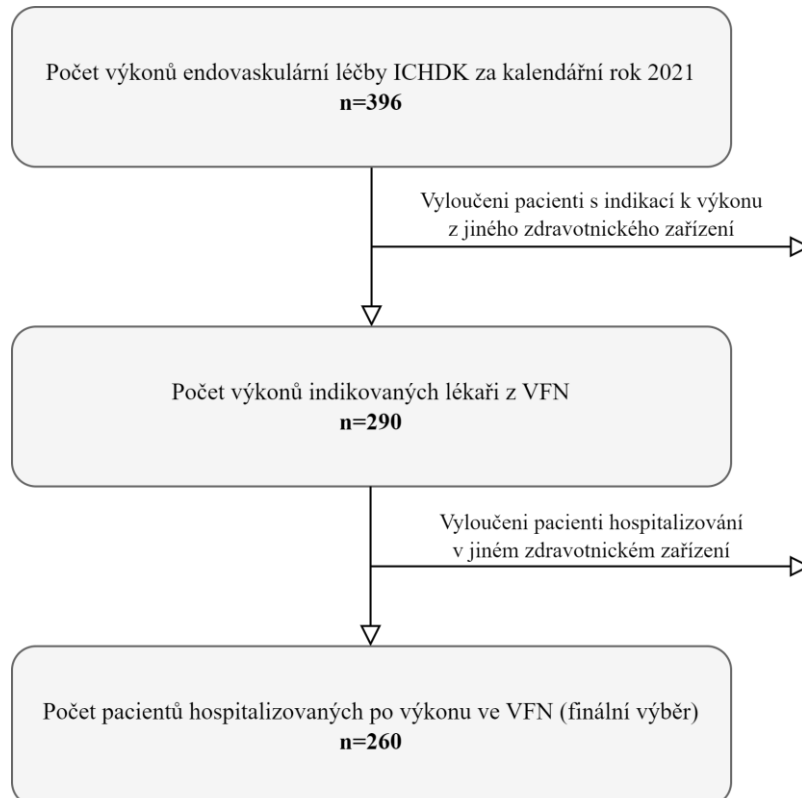 Počet výkonů endovaskulární léčby ICHDK za kalendářní rok 2021
n=396
Vyloučeni pacienti s indikací k výkonu
z jiného zdravotnického zařízení
Počet výkonů indikovaných lékaři z VFN
n=290
Vyloučeni pacienti hospitalizování
v jiném zdravotnickém zařízení
Počet pacientů hospitalizovaných po výkonu ve VFN (finální výběr)
n=260